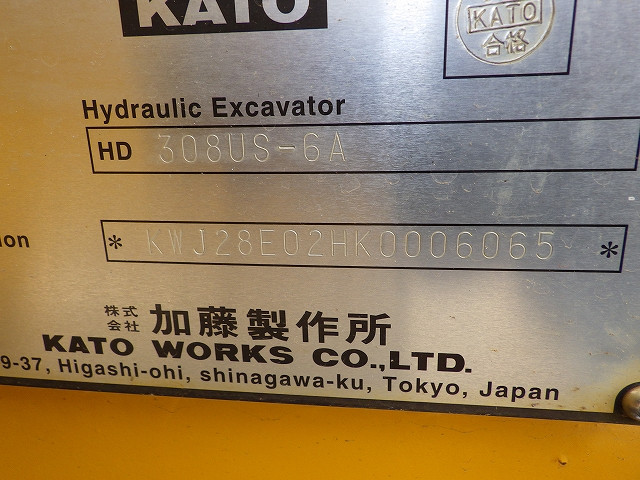 KATO
KATO
合格
Hydraulic Excavator
HD 308US-6A
ion * KWJ28E02HK0006065 *
株式会社 加藤製作所
KATO WORKS CO.,LTD.
9-37, Higashi-ohi, shinagawa-ku, Tokyo, Japan